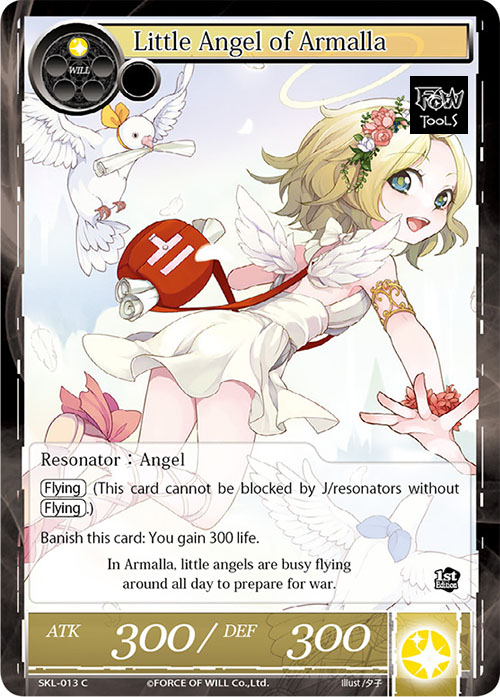 Little Angel of Armalla
WILL
FOW
TOOLS
Resonator : Angel
Flying (This card cannot be blocked by J/resonators without
Flying.)
Banish this card: You gain 300 life.
In Armalla, little angels are busy flying
around all day to prepare for war.
1st
Edition
ATK 300 / DEF 300
SKL-013 C ©FORCE OF WILL Co.,Ltd. Illust/夕子